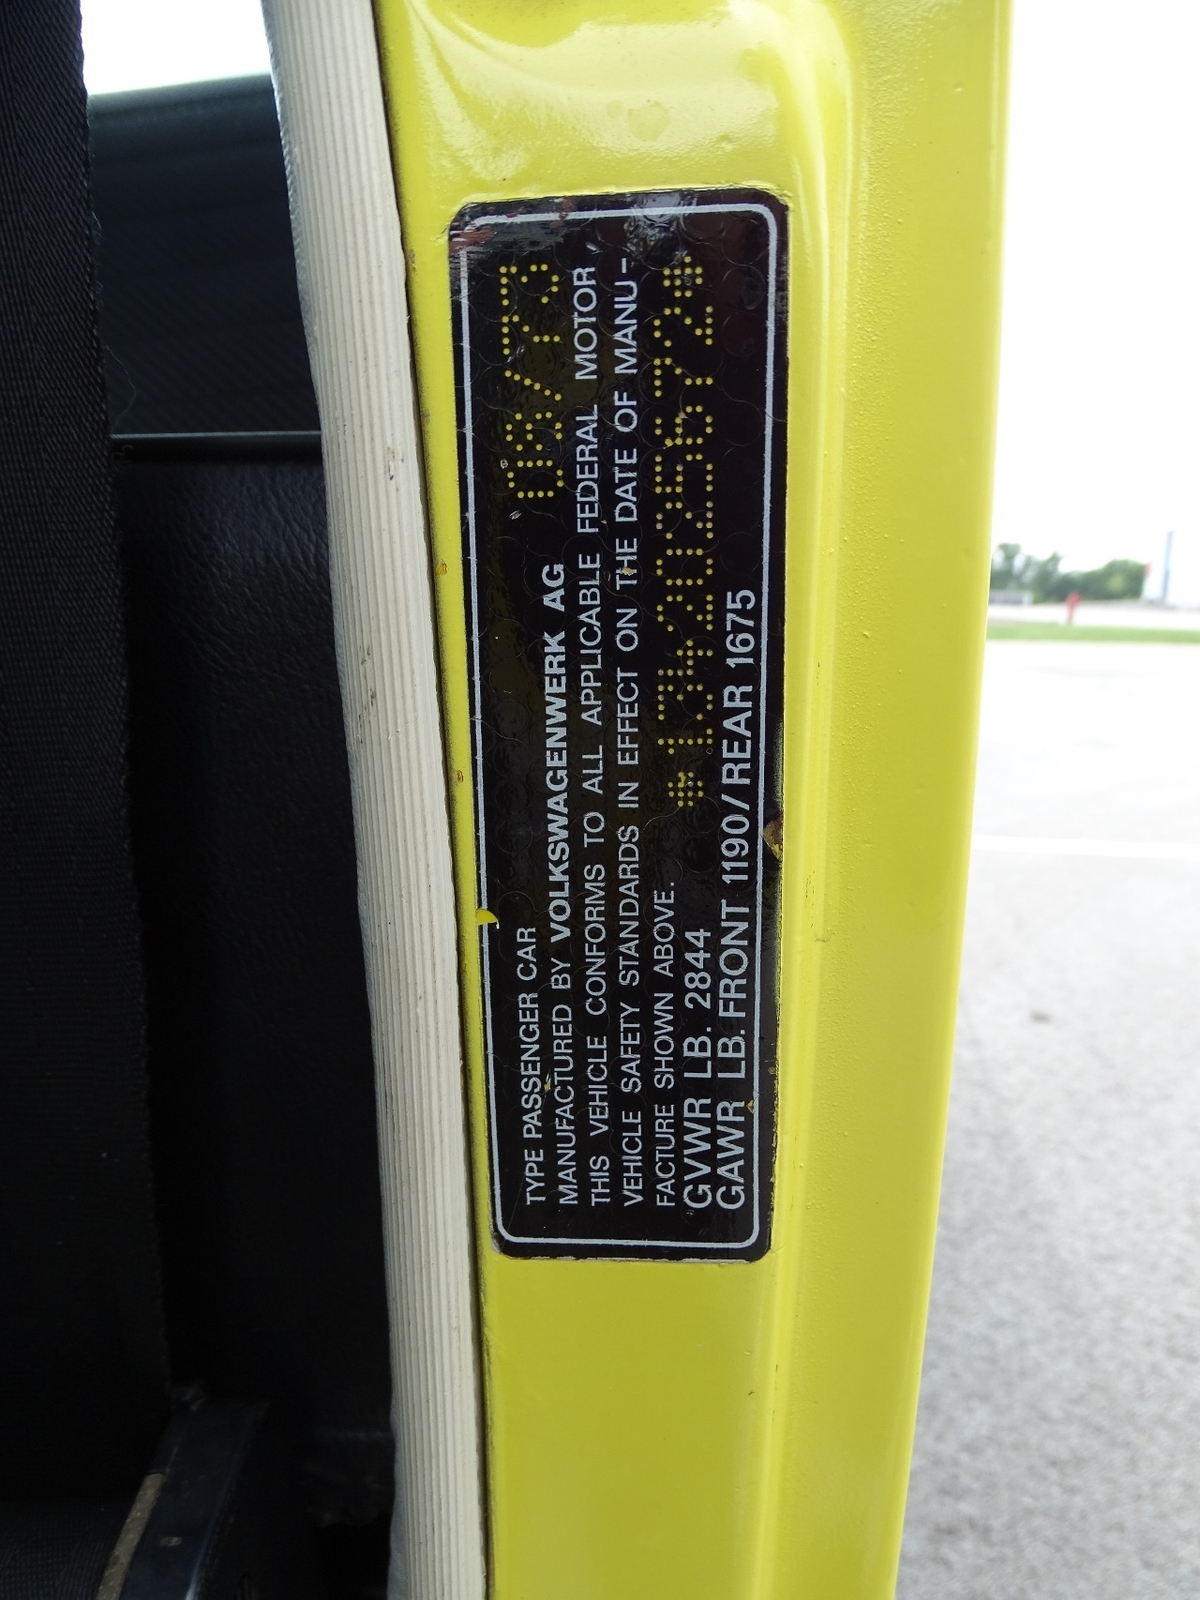 TYPE PASSENGER CAR 08/73
MANUFACTURED BY VOLKSWAGENWERK AG
THIS VEHICLE CONFORMS TO ALL APPLICABLE FEDERAL MOTOR
VEHICLE SAFETY STANDARDS IN EFFECT ON THE DATE OF MANU-
FACTURE SHOWN ABOVE. *1342025672*
GVWR LB. 2844
GAWR LB. FRONT 1190/REAR 1675